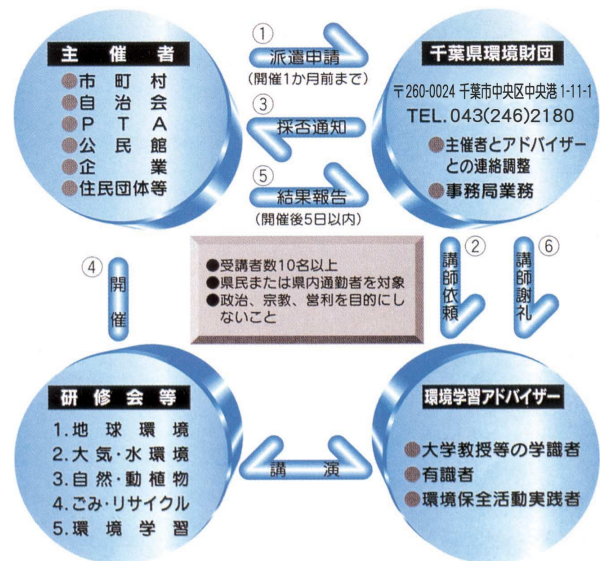 主催者
●市町村
●自治会
●PTA
●公民館
●企業
●住民団体等
①
派遣申請
(開催1か月前まで)
③
採否通知
⑤
結果報告
(開催後5日以内)
千葉県環境財団
〒260-0024 千葉市中央区中央港1-11-1
TEL.043(246)2180
●主催者とアドバイザー
との連絡調整
●事務局業務
④
開催
●受講者数10名以上
●県民または県内通勤者を対象
●政治、宗教、営利を目的にし
ないこと
②
講師依頼
⑥
講師謝礼
研修会等
1.地球環境
2.大気・水環境
3.自然・動植物
4.ごみ・リサイクル
5.環境学習
講演
環境学習アドバイザー
●大学教授等の学識者
●有識者
●環境保全活動実践者